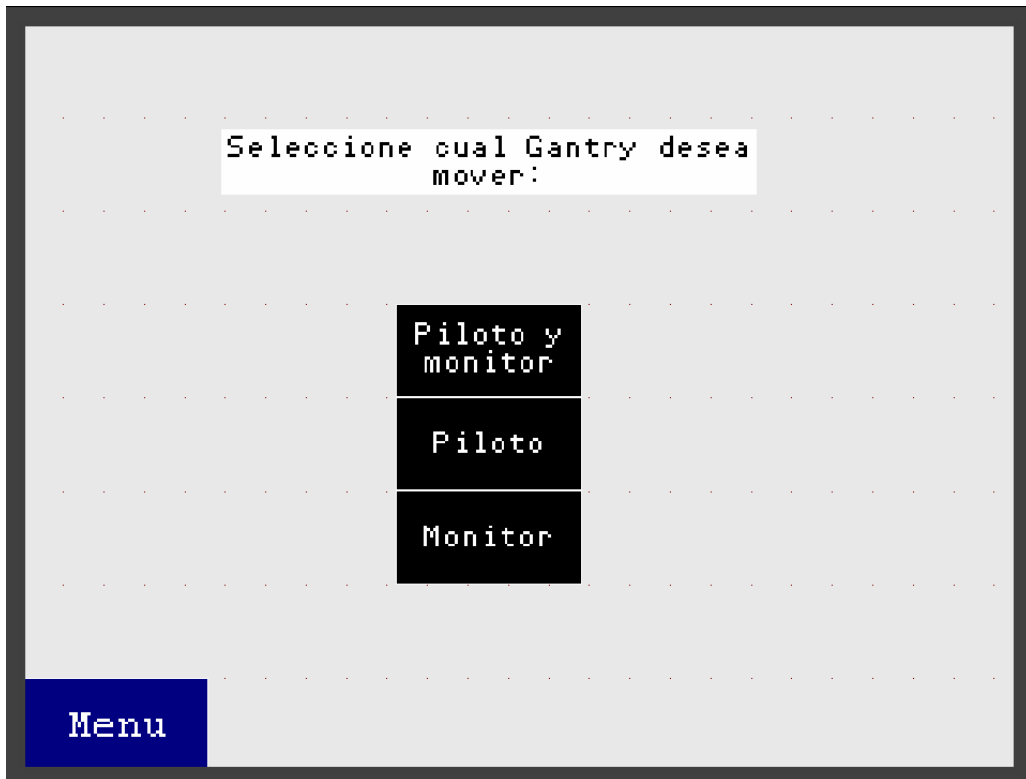 Seleccione cual Gantry desea
mover:
Piloto y
monitor
Piloto
Monitor
Menu